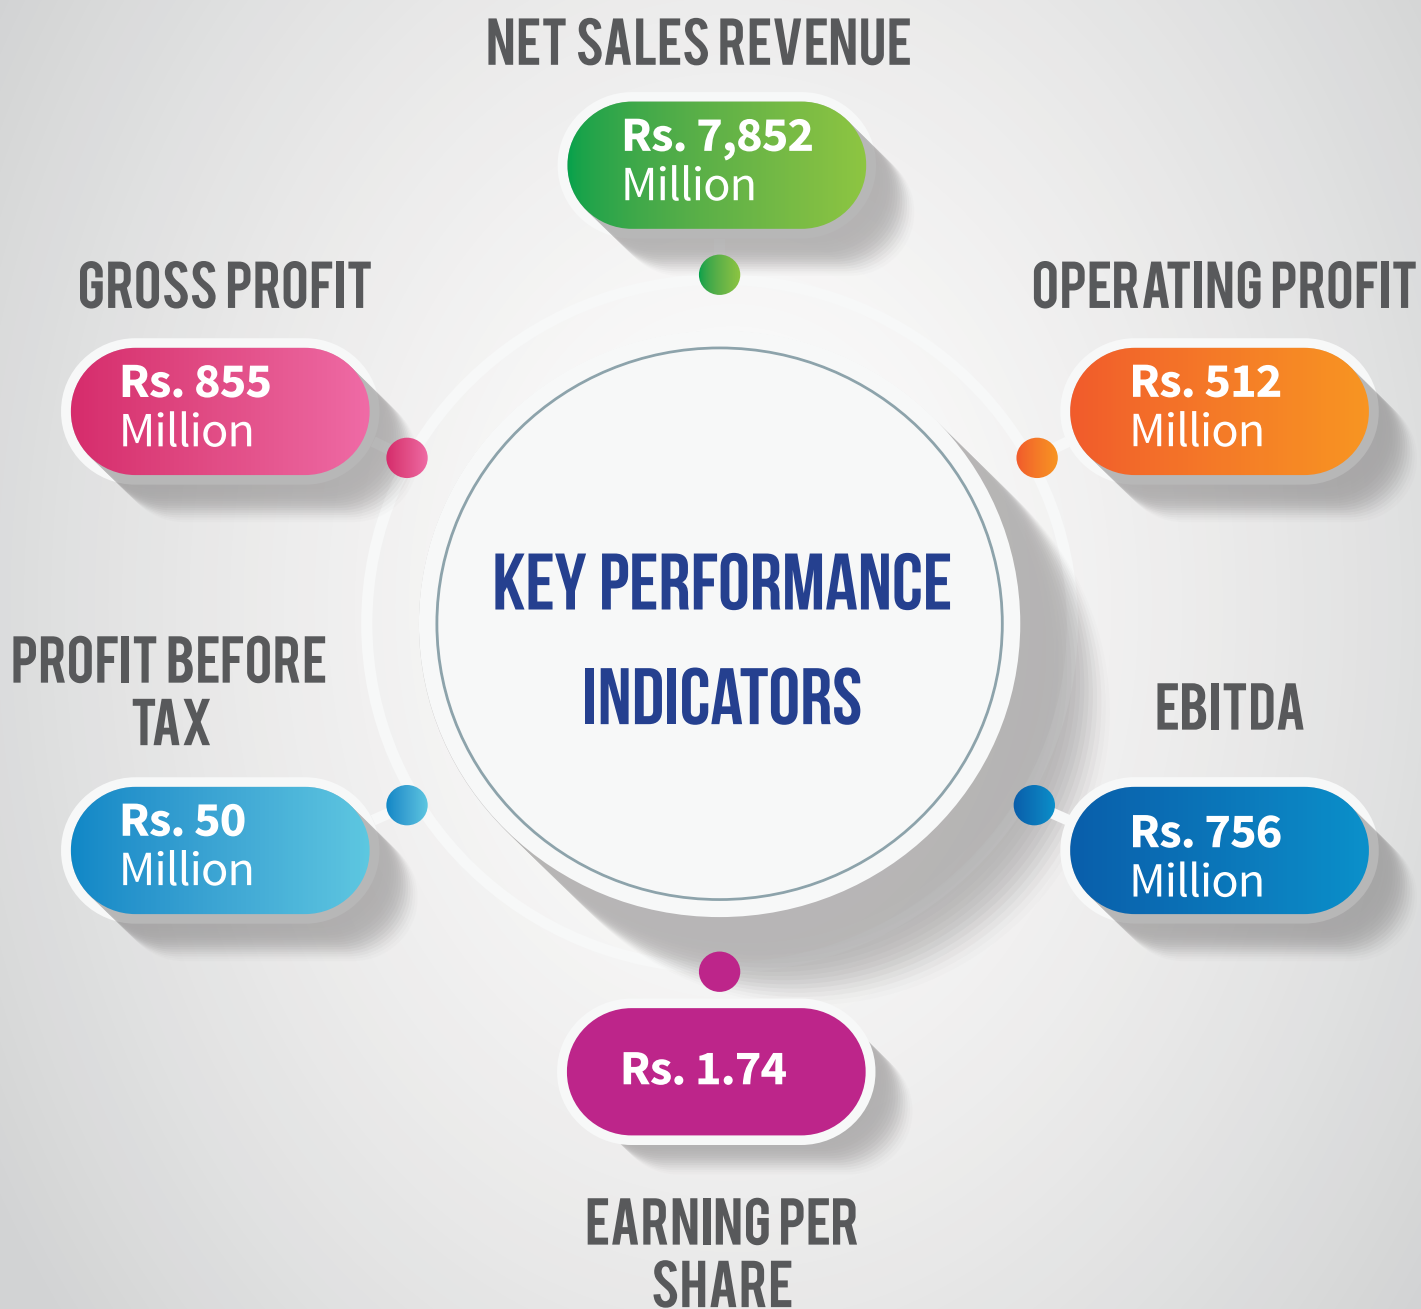 NET SALES REVENUE
Rs. 7,852
Million
GROSS PROFIT
Rs. 855
Million
OPERATING PROFIT
Rs. 512
Million
KEY PERFORMANCE
INDICATORS
PROFIT BEFORE
TAX
Rs. 50
Million
EBITDA
Rs. 756
Million
Rs. 1.74
EARNING PER
SHARE